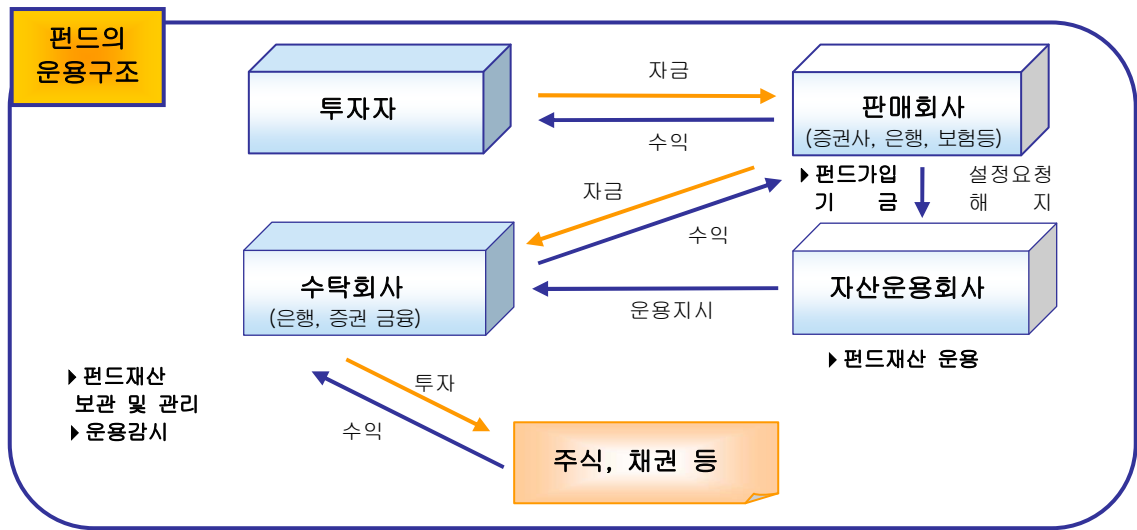 펀드의
운용구조
투자자
자금
수익
판매회사
(증권사, 은행, 보험등)
펀드가입
기 금
설정요청
해 지
자금
수익
수탁회사
(은행, 증권 금융)
운용지시
자산운용회사
펀드재산 운용
펀드재산
보관 및 관리
운용감시
투자
수익
주식, 채권 등